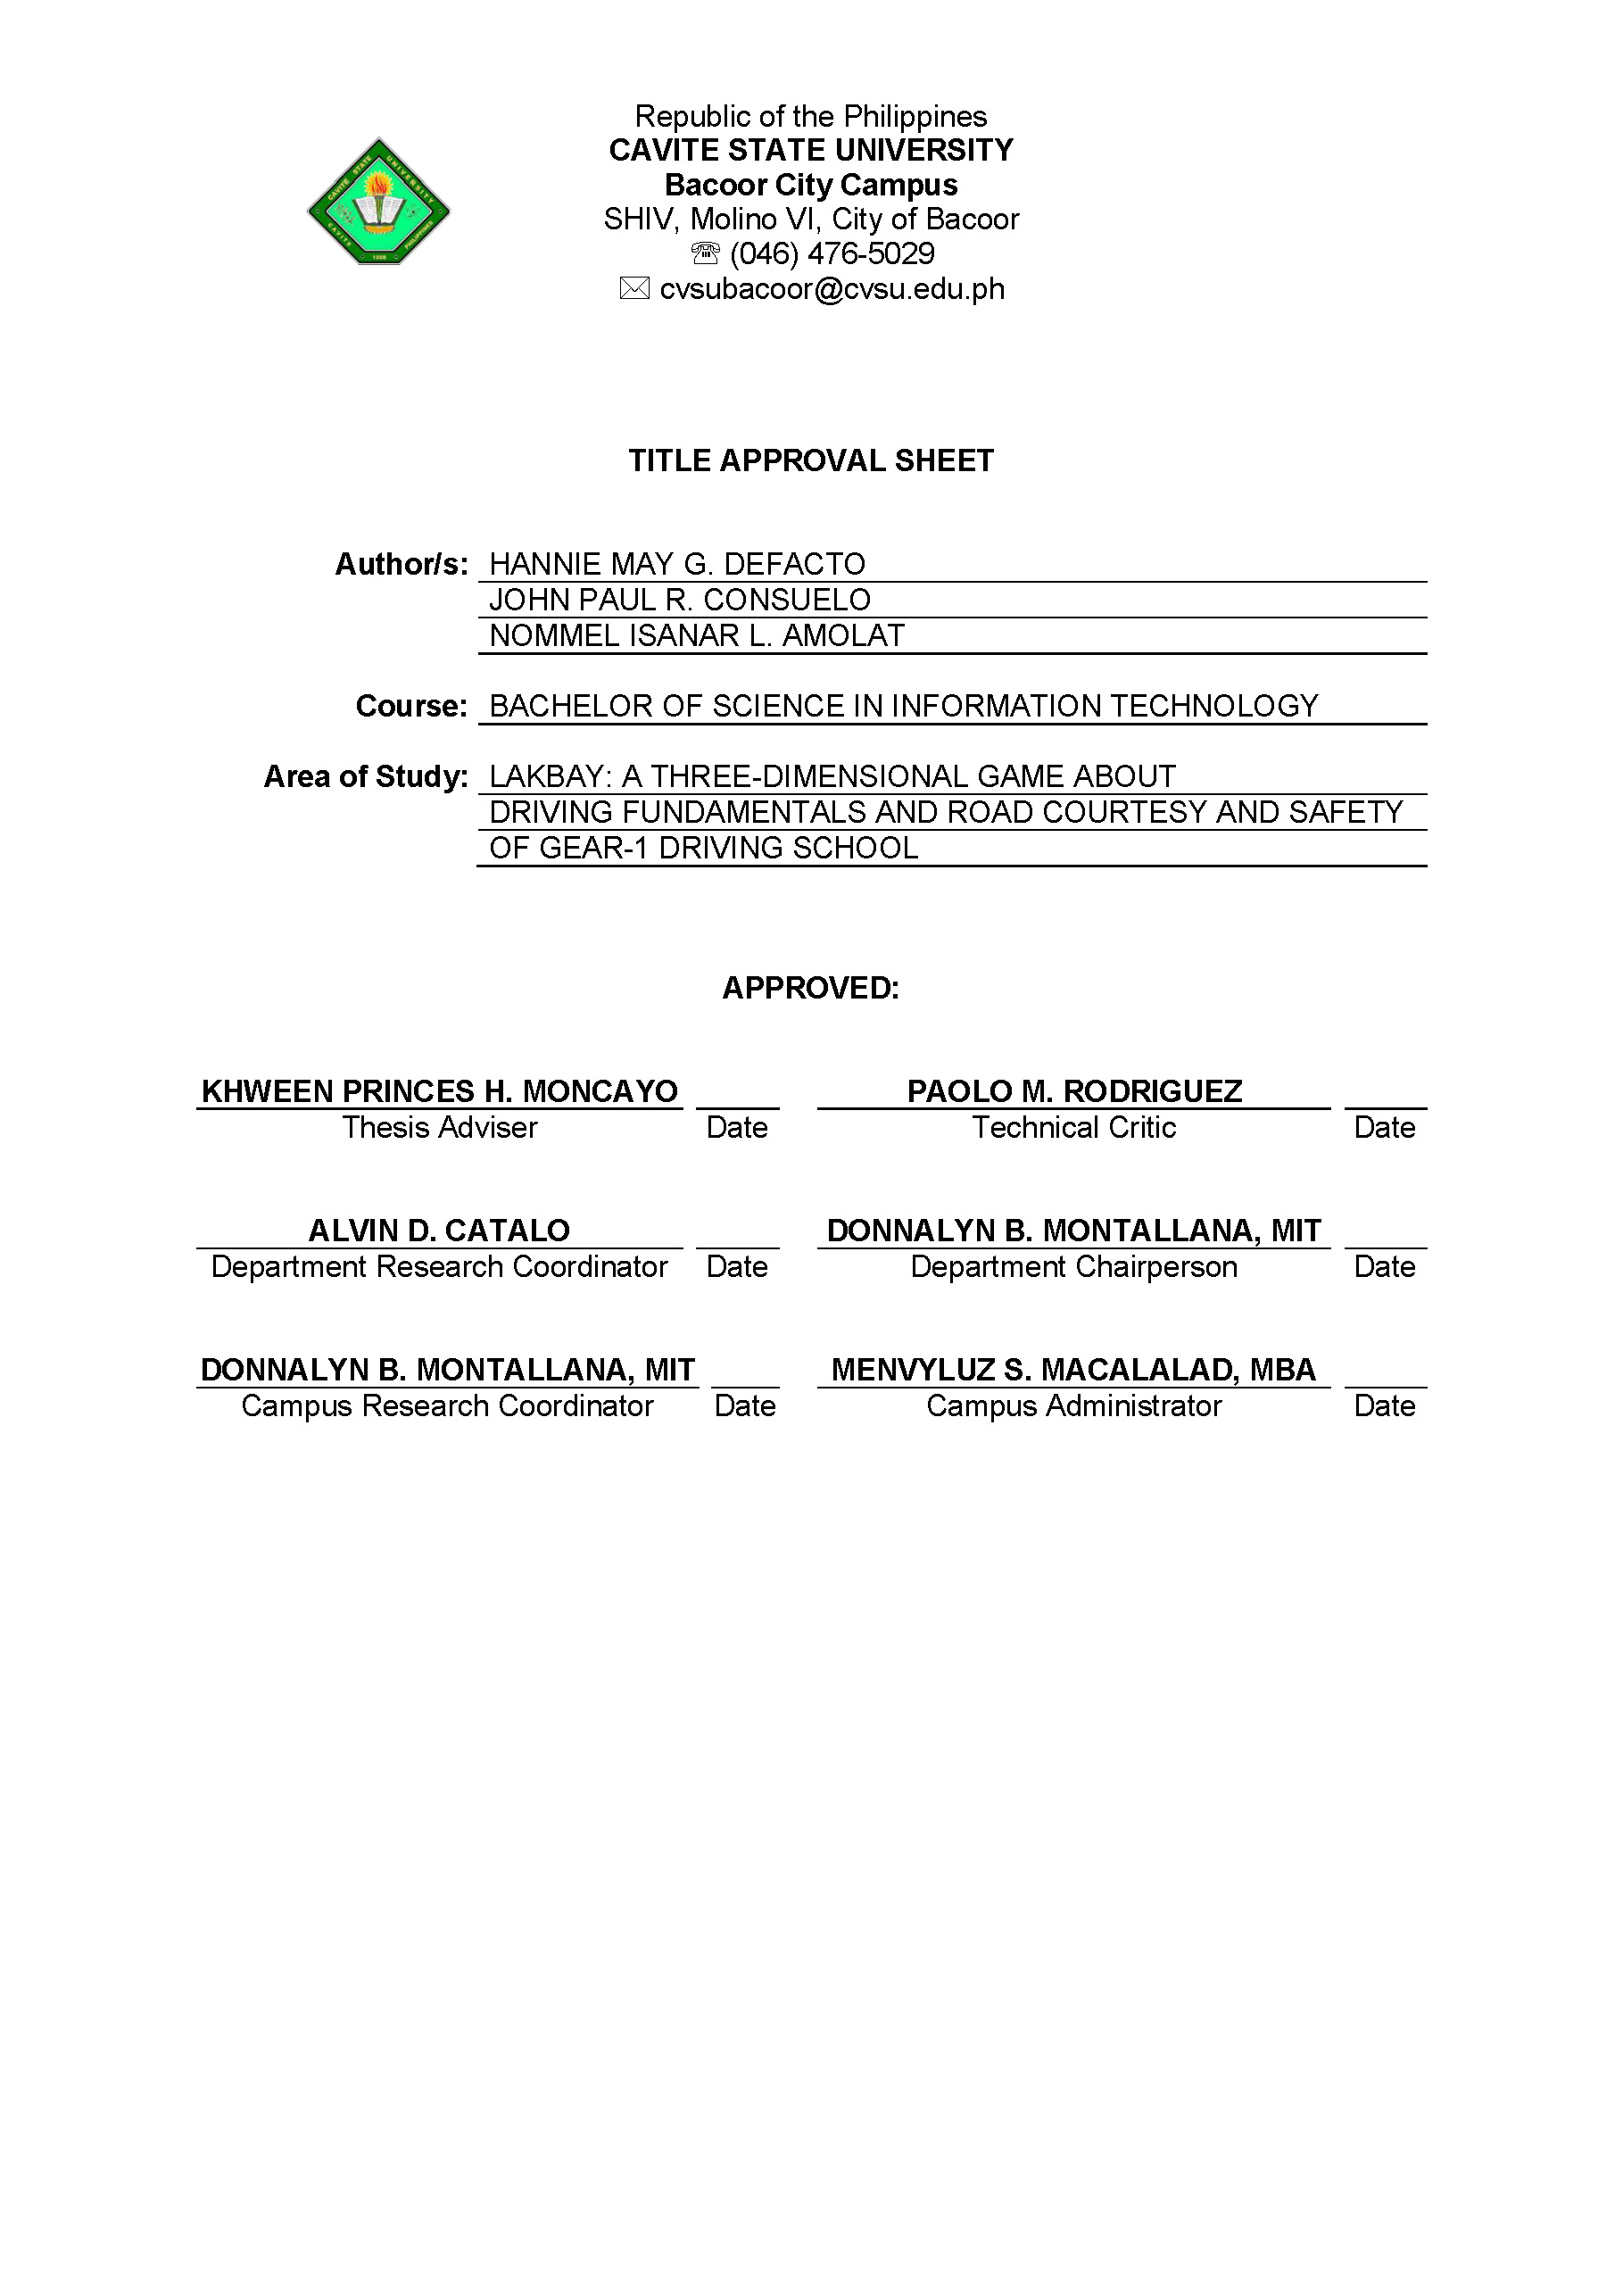 Republic of the Philippines
CAVITE STATE UNIVERSITY
Bacoor City Campus
SHIV, Molino VI, City of Bacoor
(046) 476-5029
cvsubacoor@cvsu.edu.ph
CAVITE STATE UNIVERSITY
CAVITE 1906 PHILIPPINES
TITLE APPROVAL SHEET
Author/s: HANNIE MAY G. DEFACTO
JOHN PAUL R. CONSUELO
NOMMEL ISANAR L. AMOLAT
Course: BACHELOR OF SCIENCE IN INFORMATION TECHNOLOGY
Area of Study: LAKBAY: A THREE-DIMENSIONAL GAME ABOUT
DRIVING FUNDAMENTALS AND ROAD COURTESY AND SAFETY
OF GEAR-1 DRIVING SCHOOL
APPROVED:
KHWEEN PRINCES H. MONCAYO PAOLO M. RODRIGUEZ
Thesis Adviser Date Technical Critic Date
ALVIN D. CATALO DONNALYN B. MONTALLANA, MIT
Department Research Coordinator Date Department Chairperson Date
DONNALYN B. MONTALLANA, MIT MENVYLUZ S. MACALALAD, MBA
Campus Research Coordinator Date Campus Administrator Date